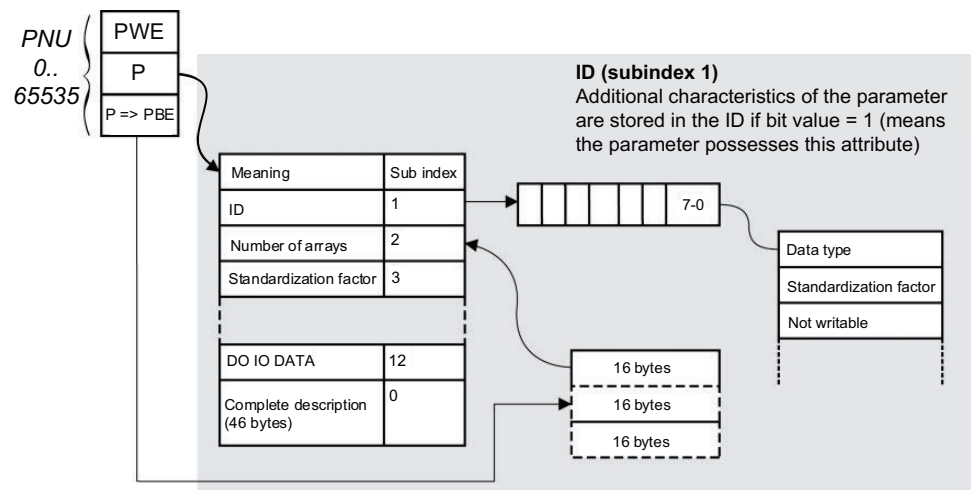 PNU
0..
65535
PWE
P
P => PBE
ID (subindex 1)
Additional characteristics of the parameter
are stored in the ID if bit value = 1 (means
the parameter possesses this attribute)
Meaning Sub index
ID 1
Number of arrays 2
Standardization factor 3
DO IO DATA 12
Complete description 0
(46 bytes)
7-0
Data type
Standardization factor
Not writable
16 bytes
16 bytes
16 bytes